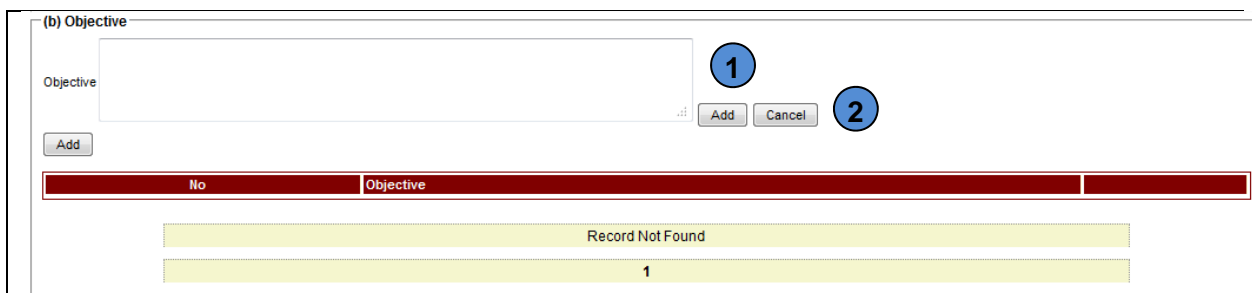 (b) Objective
1
Objective
Add Cancel 2
Add
No Objective
Record Not Found
1